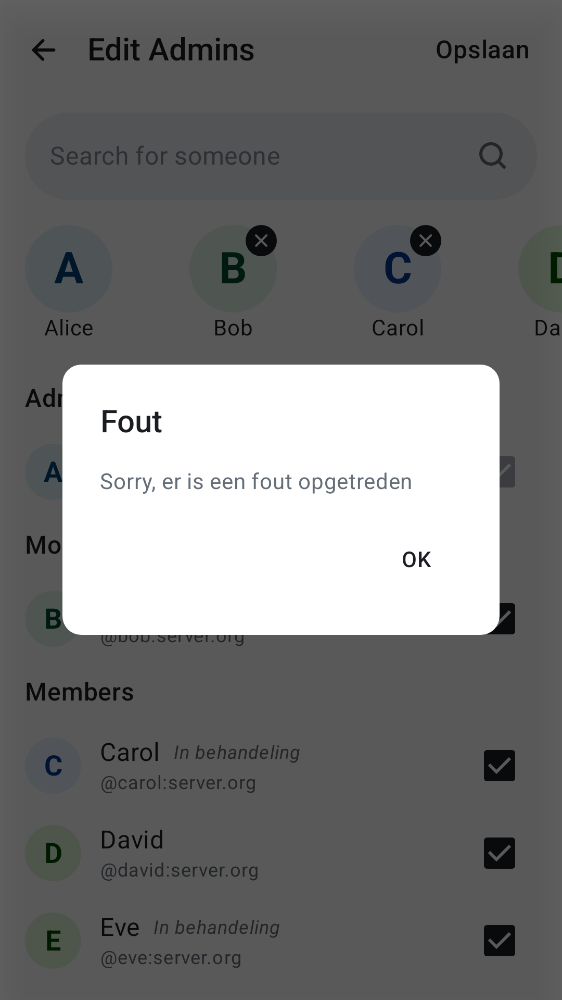 Edit Admins
Opslaan
Search for someone
A
B
C
D
Alice
Bob
Carol
Da
Adr
Fout
A
Sorry, er is een fout opgetreden
Mo
OK
B
@bob:server.org
Members
C
Carol In behandeling
@carol:server.org
D
David
@david:server.org
E
Eve In behandeling
@eve:server.org